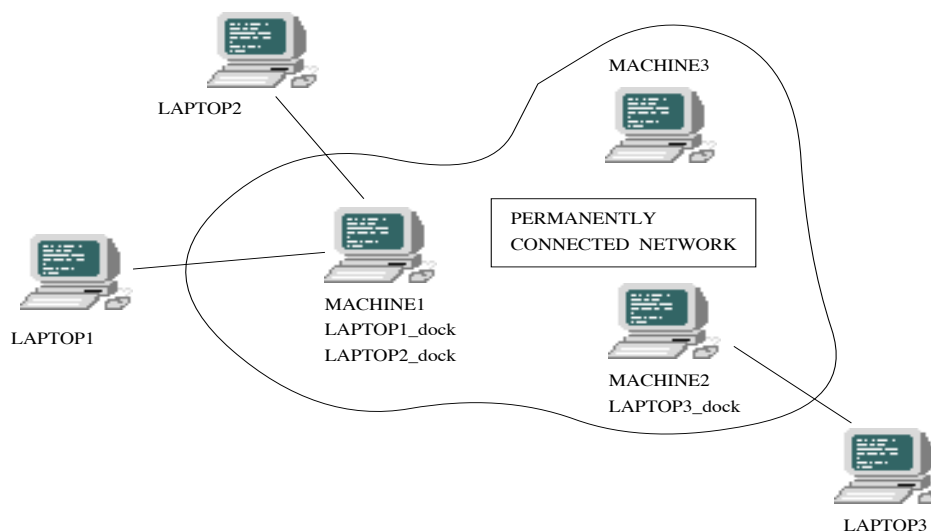 MACHINE3
LAPTOP2
PERMANENTLY
CONNECTED NETWORK
MACHINE1
LAPTOP1_dock
LAPTOP2_dock
LAPTOP1
MACHINE2
LAPTOP3_dock
LAPTOP3